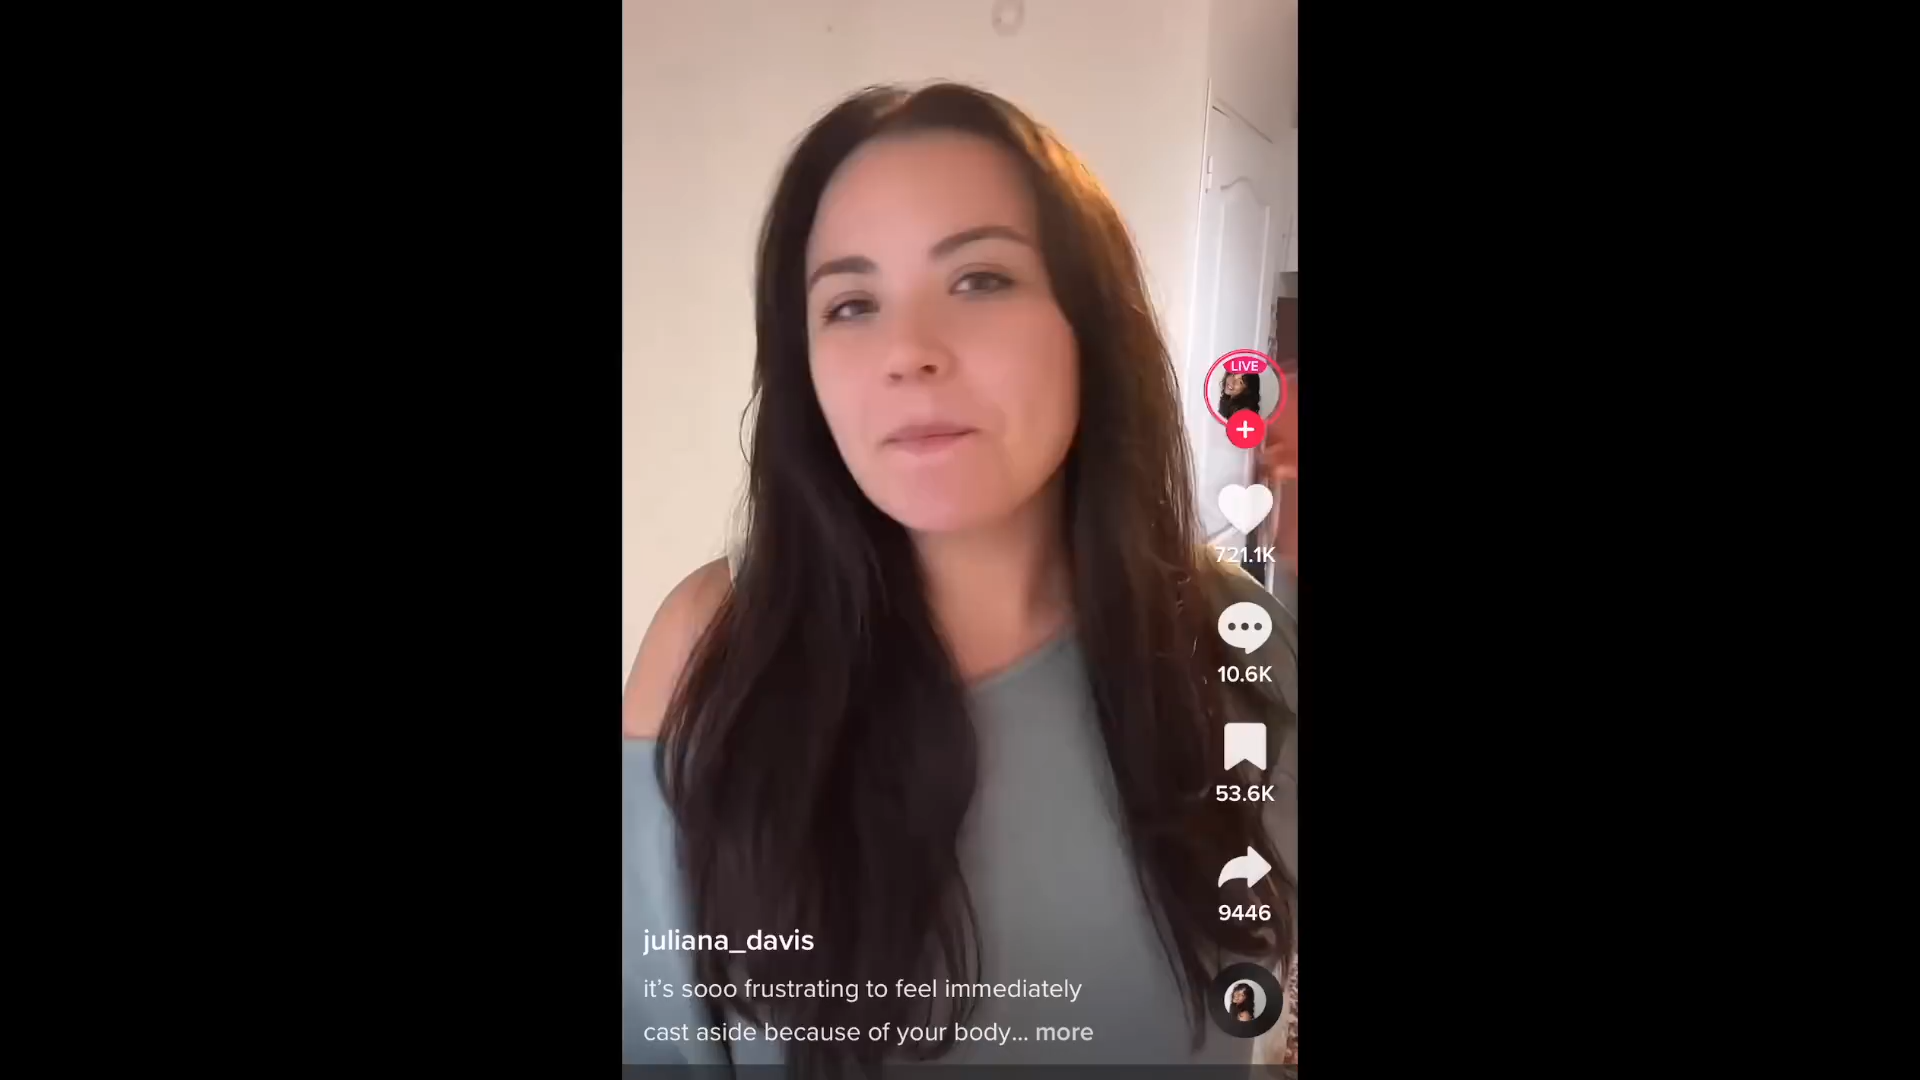 LIVE
721.1K
10.6K
53.6K
9446
juliana_davis
it’s sooo frustrating to feel immediately
cast aside because of your body... more